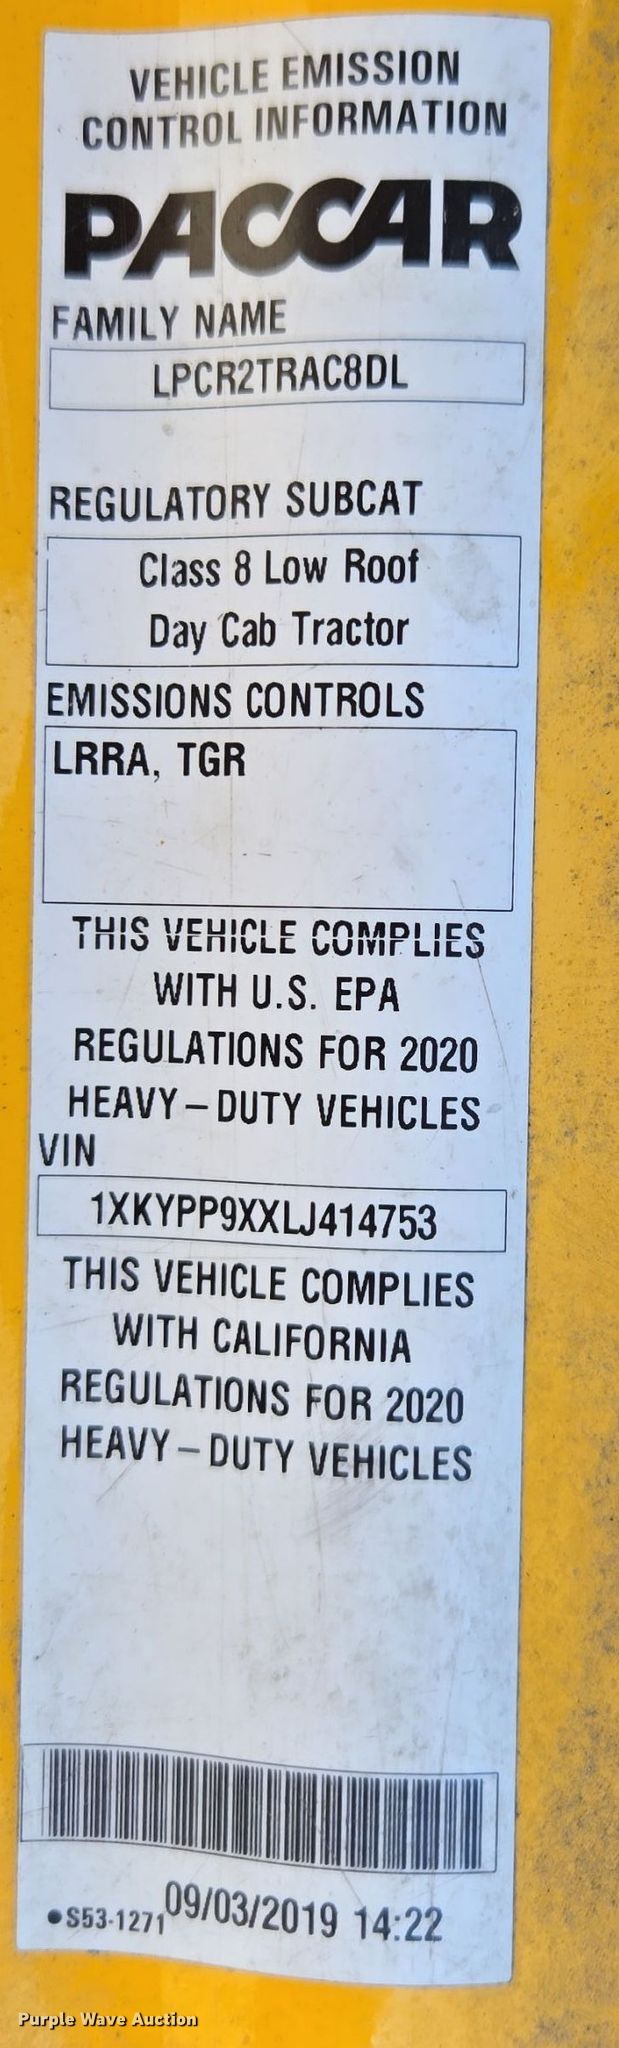 VEHICLE EMISSION
CONTROL INFORMATION
PACCAR
FAMILY NAME
LPCR2TRAC8DL
REGULATORY SUBCAT
Class 8 Low Roof
Day Cab Tractor
EMISSIONS CONTROLS
LRRA, TGR
THIS VEHICLE COMPLIES
WITH U.S. EPA
REGULATIONS FOR 2020
HEAVY–DUTY VEHICLES
VIN
1XKYPP9XXLJ414753
THIS VEHICLE COMPLIES
WITH CALIFORNIA
REGULATIONS FOR 2020
HEAVY–DUTY VEHICLES
●S53-1271 09/03/2019 14:22
Purple Wave Auction